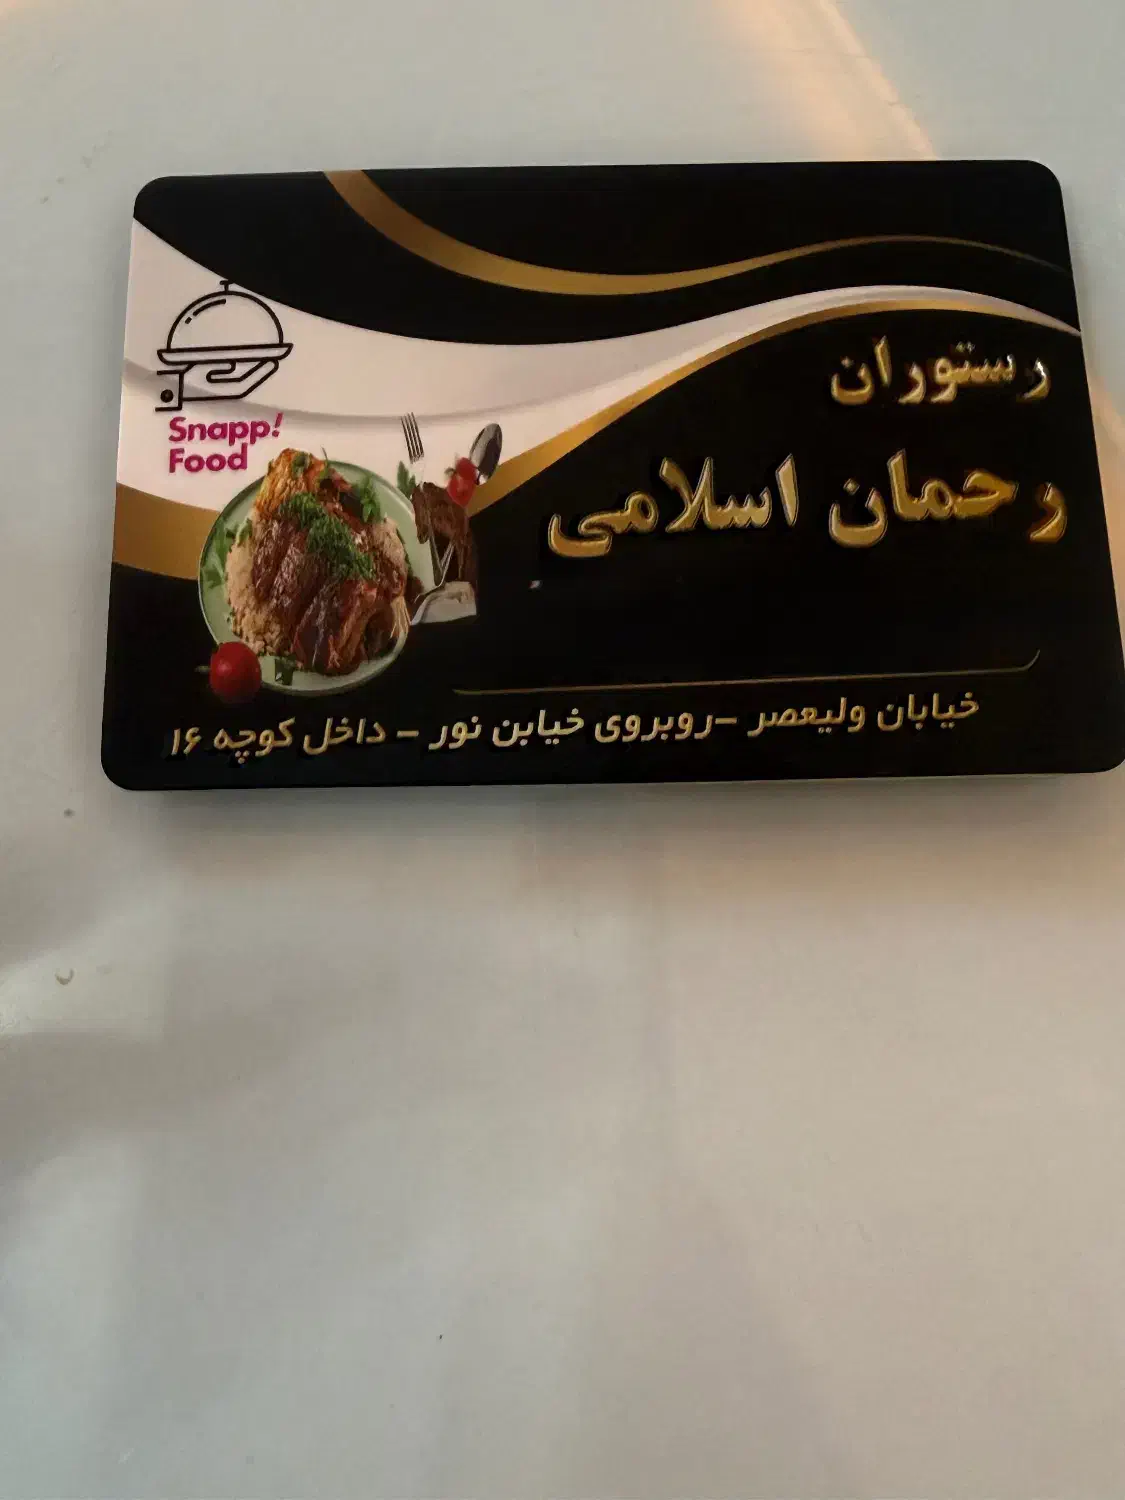 Snapp!
Food
رستوران
رحمان اسلامی
خیابان ولیعصر –روبروی خیابن نور – داخل کوچه ۱۶